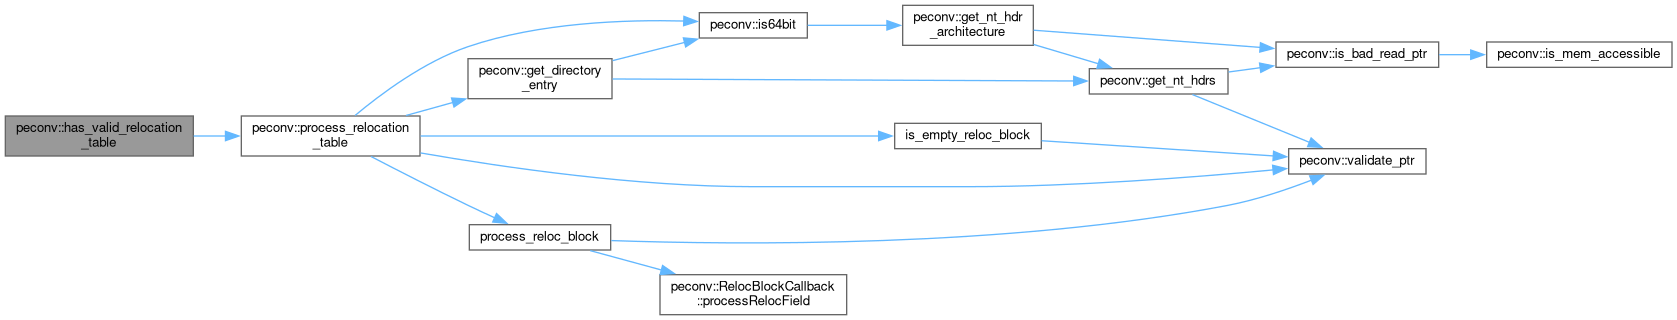 peconv::has_valid_relocation
_table
peconv::process_relocation
_table
peconv::get_directory
_entry
peconv::is64bit
peconv::get_nt_hdr
_architecture
peconv::get_nt_hdrs
peconv::is_bad_read_ptr
peconv::is_mem_accessible
is_empty_reloc_block
peconv::validate_ptr
process_reloc_block
peconv::RelocBlockCallback
::processRelocField